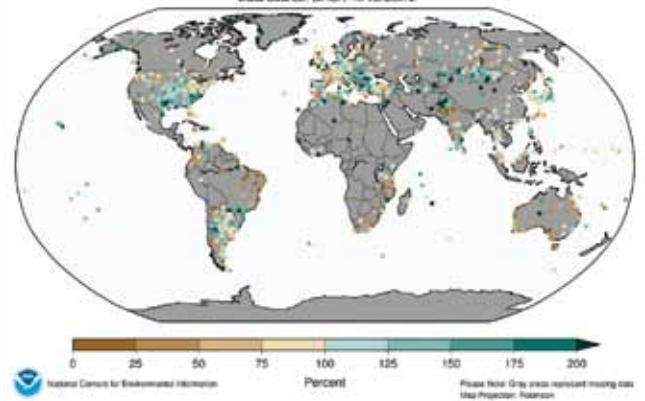 0 25 50 75 100 125 150 175 200
Percent
National Centers for Environmental Information
Please Note: Gray areas represent missing data
Map Projection: Robinson